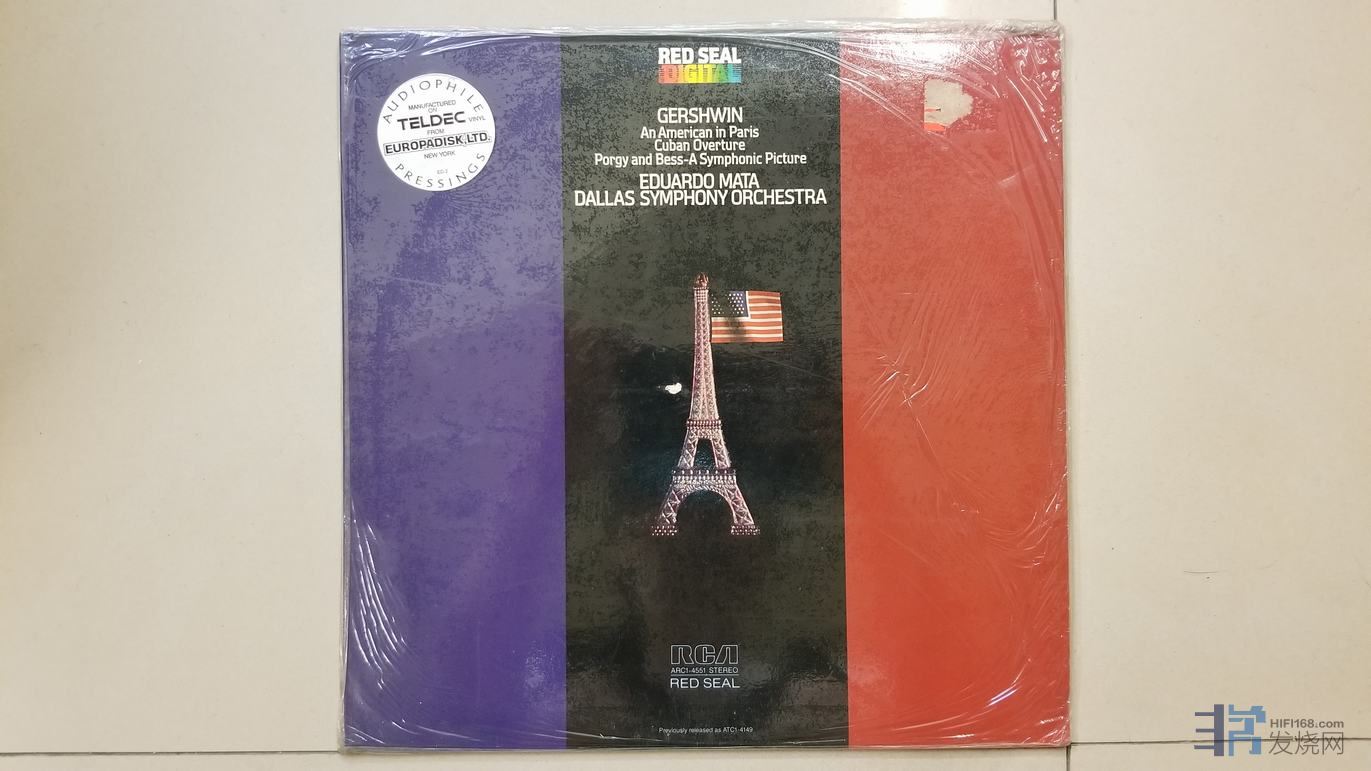 RED SEAL
DIGITAL
AUDIOPHILE
MANUFACTURED
ON
TELDEC VINYL
FROM
EUROPADISK, LTD.
NEW YORK
PRESSINGS
GERSHWIN
An American in Paris
Cuban Overture
Porgy and Bess-A Symphonic Picture
EDUARDO MATA
DALLAS SYMPHONY ORCHESTRA
RCA
ARC1-4551 STEREO
RED SEAL
Previously released as ATC1-4149
HIFI168.com
发烧网